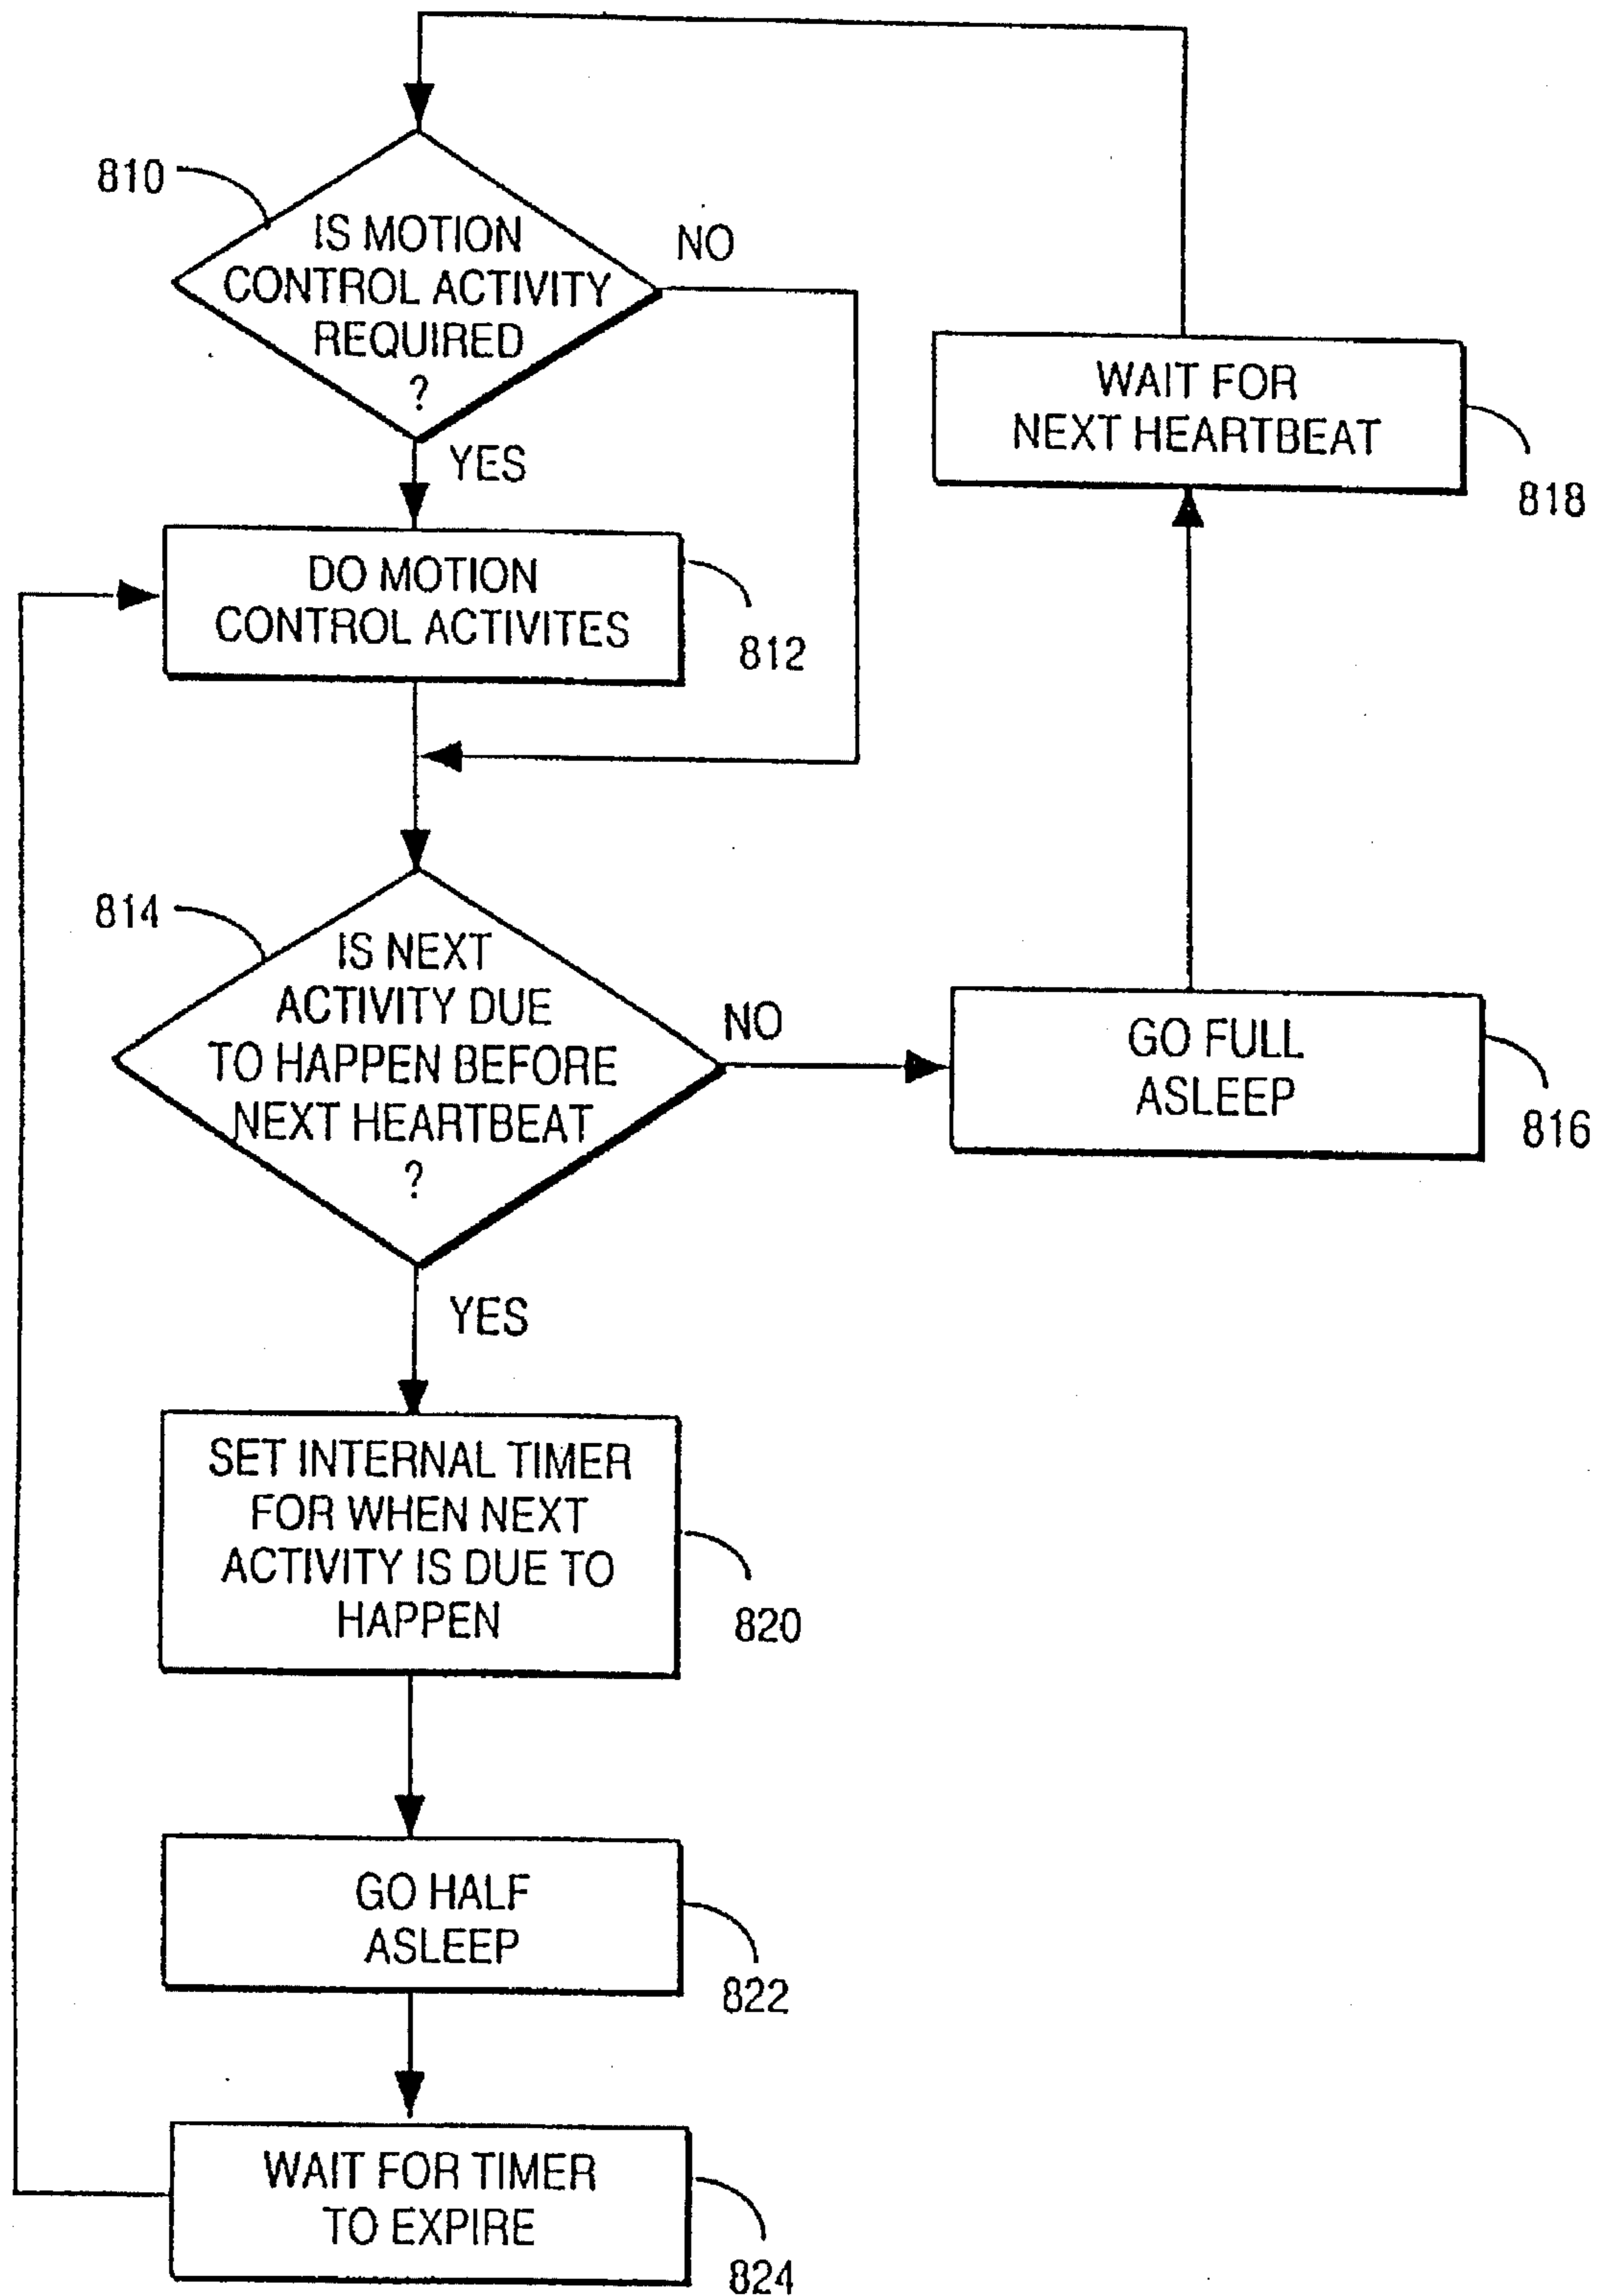 810
IS MOTION
CONTROL ACTIVITY
REQUIRED
?
NO
YES
WAIT FOR
NEXT HEARTBEAT
818
DO MOTION
CONTROL ACTIVITES
812
814
IS NEXT
ACTIVITY DUE
TO HAPPEN BEFORE
NEXT HEARTBEAT
?
NO
YES
GO FULL
ASLEEP
816
SET INTERNAL TIMER
FOR WHEN NEXT
ACTIVITY IS DUE TO
HAPPEN
820
GO HALF
ASLEEP
822
WAIT FOR TIMER
TO EXPIRE
824